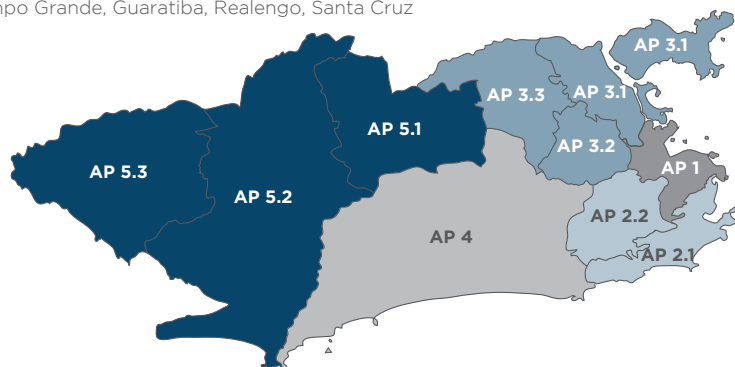 Grande, Guaratiba, Realengo, Santa Cruz
AP 3.1
AP 3.3
AP 3.1
AP 5.1
AP 3.2
AP 1
AP 5.3
AP 5.2
AP 2.2
AP 4
AP 2.1